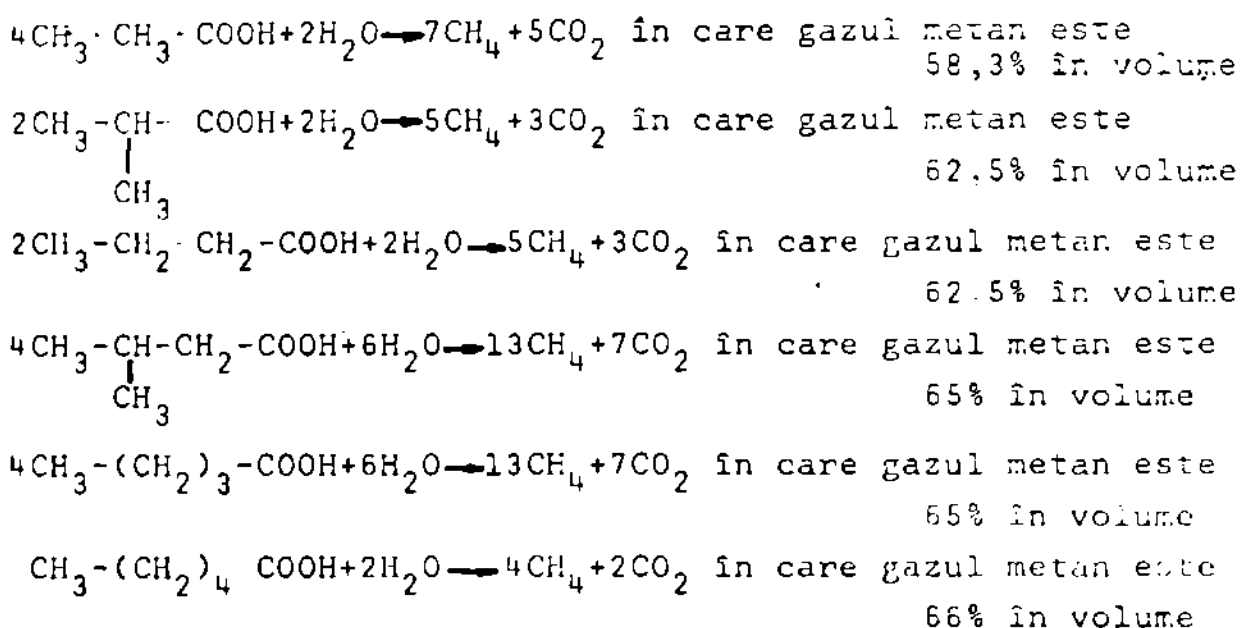 4CH₃·CH₃·COOH+2H₂O→7CH₄+5CO₂ în care gazul metan este
58,3% în volume
2CH₃-CH- COOH+2H₂O→5CH₄+3CO₂ în care gazul metan este
62.5% în volume
CH₃
2CH₃-CH₂ CH₂-COOH+2H₂O→5CH₄+3CO₂ în care gazul metan este
62.5% în volume
4CH₃-CH-CH₂-COOH+6H₂O→13CH₄+7CO₂ în care gazul metan este
CH₃
65% în volume
4CH₃-(CH₂)₃-COOH+6H₂O→13CH₄+7CO₂ în care gazul metan este
65% în volume
CH₃-(CH₂)₄ COOH+2H₂O→4CH₄+2CO₂ în care gazul metan este
66% în volume